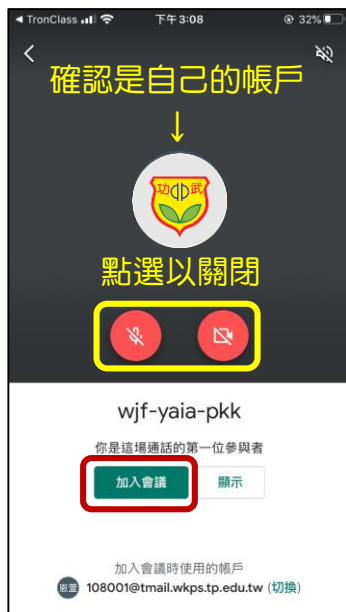 TronClass 下午3:08 32%
確認是自己的帳戶
↓
功武
點選以關閉
wjf-yaia-pkk
你是這場通話的第一位參與者
加入會議 顯示
加入會議時使用的帳戶
恩萱 108001@tmail.wkps.tp.edu.tw (切換)